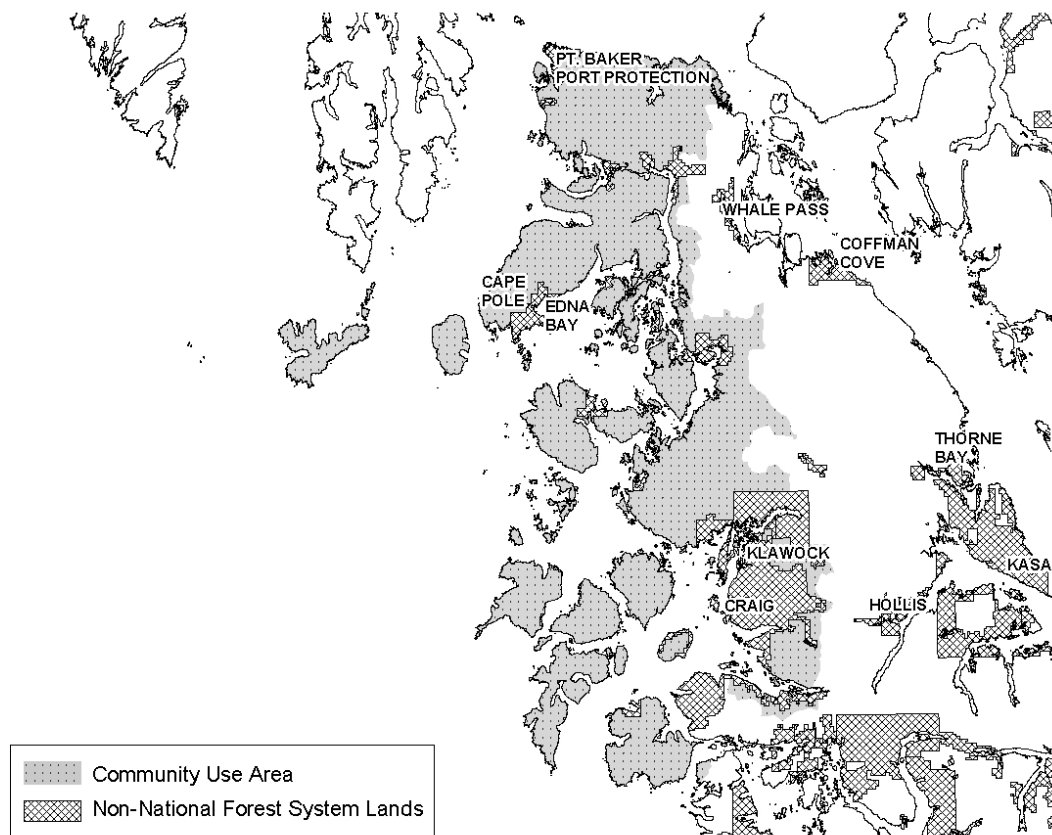 PT. BAKER
PORT PROTECTION
WHALE PASS
COFFMAN
COVE
CAPE
POLE
EDNA
BAY
THORNE
BAY
KLAWOCK
KASA
CRAIG
HOLLIS
Community Use Area
Non-National Forest System Lands